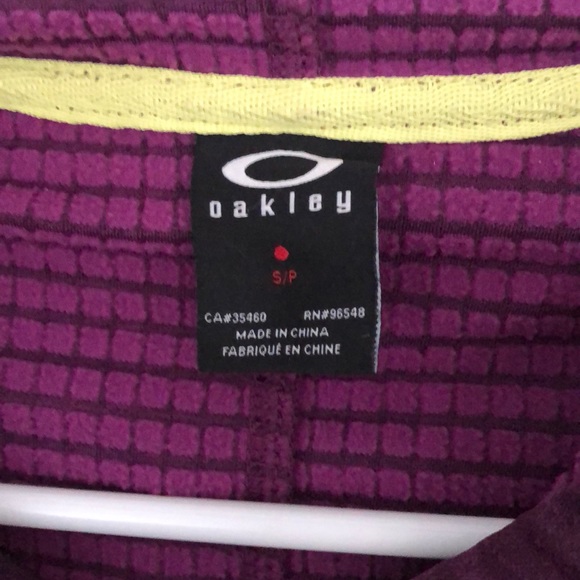 oakley
S/P
CA#35460 RN#96548
MADE IN CHINA
FABRIQUÉ EN CHINE